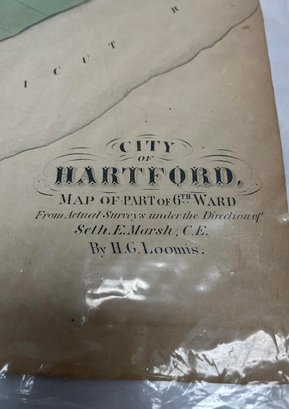 I C U T R
CITY
OF
HARTFORD,
MAP OF PART OF 6TH WARD
From Actual Surveys under the Direction of
Seth. E. Marsh, C.E.
By H.G. Loomis.